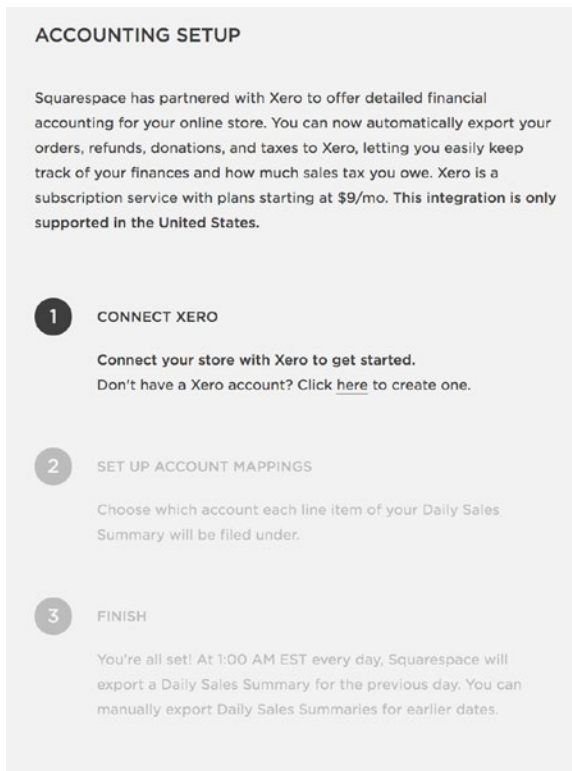 ACCOUNTING SETUP
Squarespace has partnered with Xero to offer detailed financial
accounting for your online store. You can now automatically export your
orders, refunds, donations, and taxes to Xero, letting you easily keep
track of your finances and how much sales tax you owe. Xero is a
subscription service with plans starting at $9/mo. This integration is only
supported in the United States.
1 CONNECT XERO
Connect your store with Xero to get started.
Don't have a Xero account? Click here to create one.
2 SET UP ACCOUNT MAPPINGS
Choose which account each line item of your Daily Sales
Summary will be filed under.
3 FINISH
You're all set! At 1:00 AM EST every day, Squarespace will
export a Daily Sales Summary for the previous day. You can
manually export Daily Sales Summaries for earlier dates.